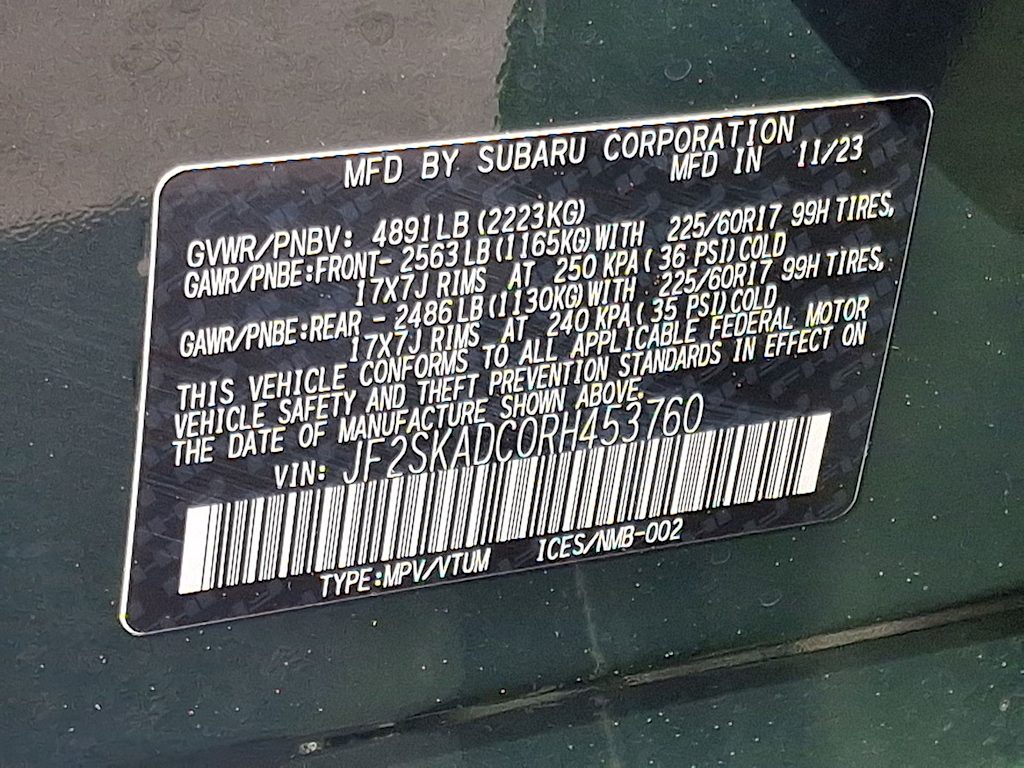 MFD BY SUBARU CORPORATION
MFD IN 11/23
GVWR/PNBV: 4891LB(2223KG)
GAWR/PNBE:FRONT- 2563LB(1165KG)WITH 225/60R17 99H TIRES,
17X7J RIMS AT 250 KPA( 36 PSI)COLD
GAWR/PNBE:REAR - 2486LB(1130KG)WITH 225/60R17 99H TIRES,
17X7J RIMS AT 240 KPA( 35 PSI)COLD
THIS VEHICLE CONFORMS TO ALL APPLICABLE FEDERAL MOTOR
VEHICLE SAFETY AND THEFT PREVENTION STANDARDS IN EFFECT ON
THE DATE OF MANUFACTURE SHOWN ABOVE.
VIN: JF2SKADC0RH453760
TYPE:MPV/VTUM ICES/NMB-002